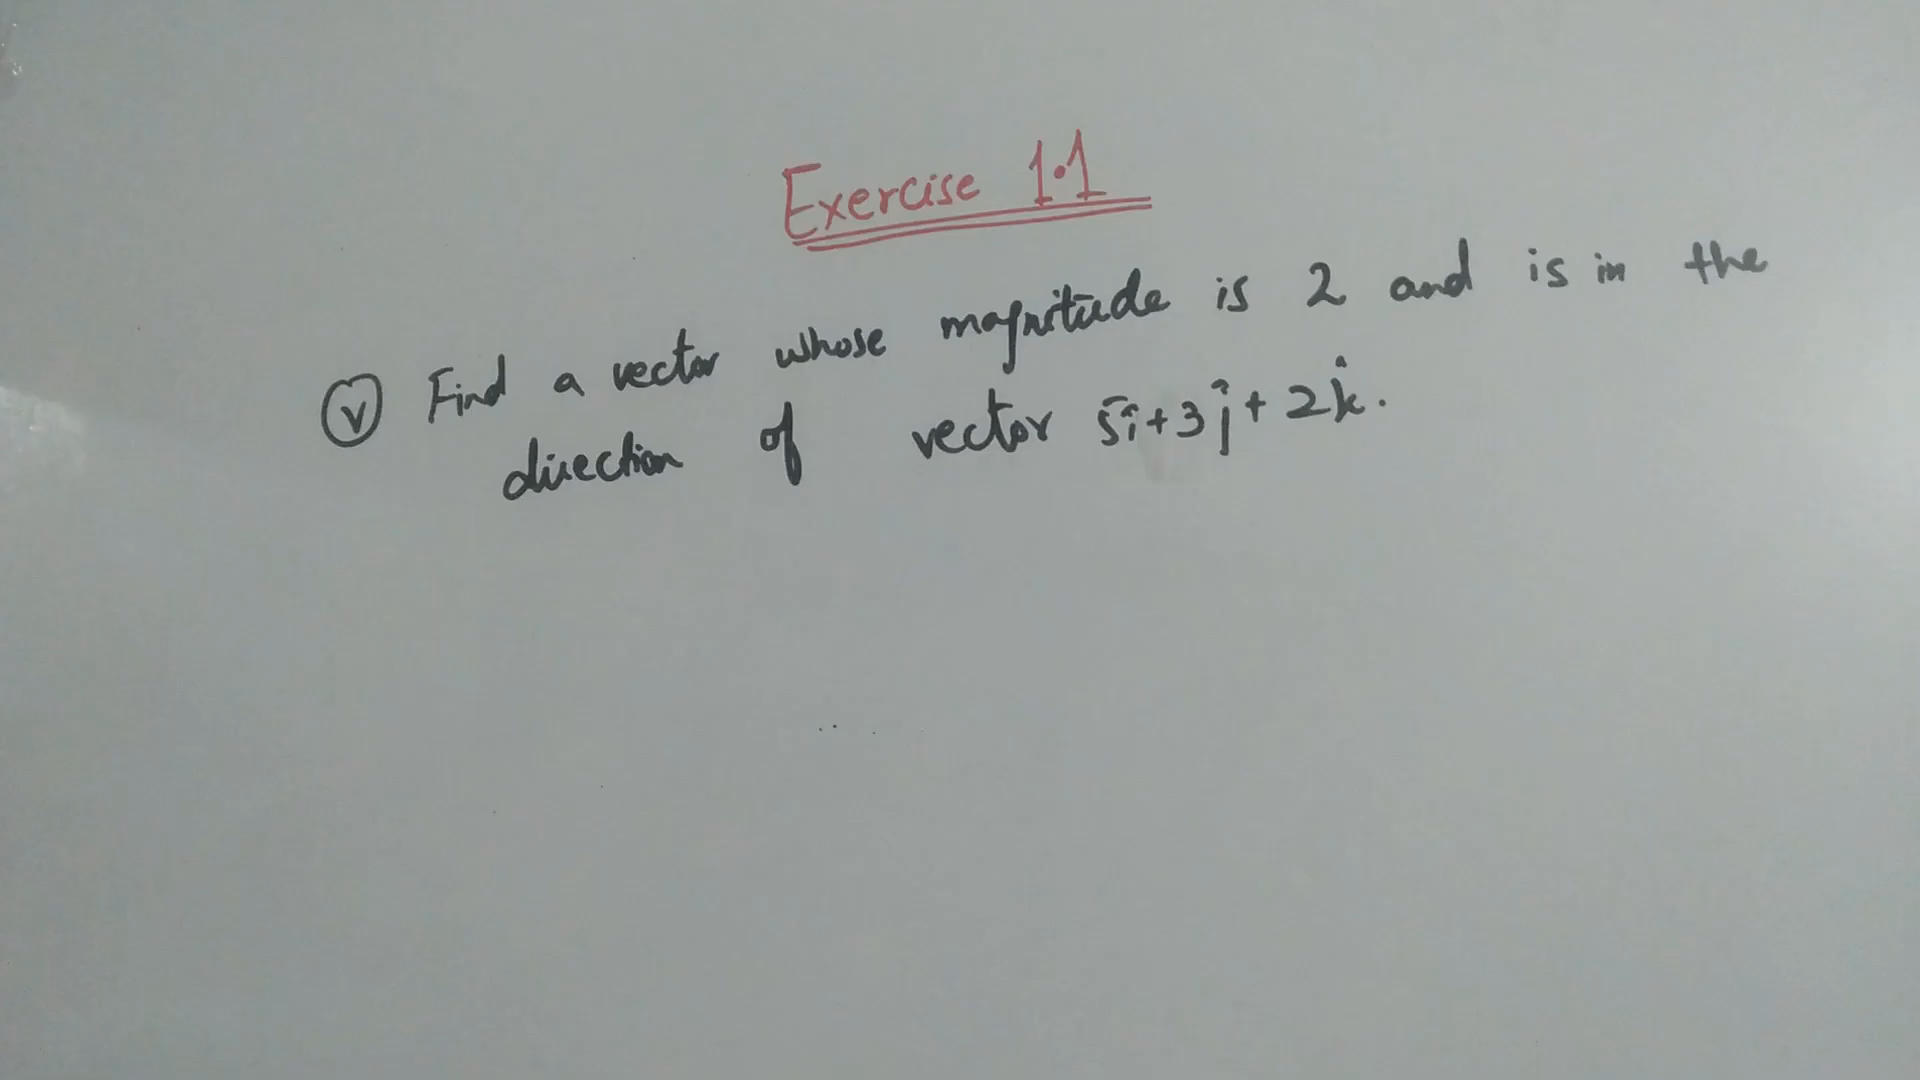 Exercise 1.1
(v) Find a vector whose magnitude is 2 and is in the
direction of vector 5î+3ĵ+2k̂.